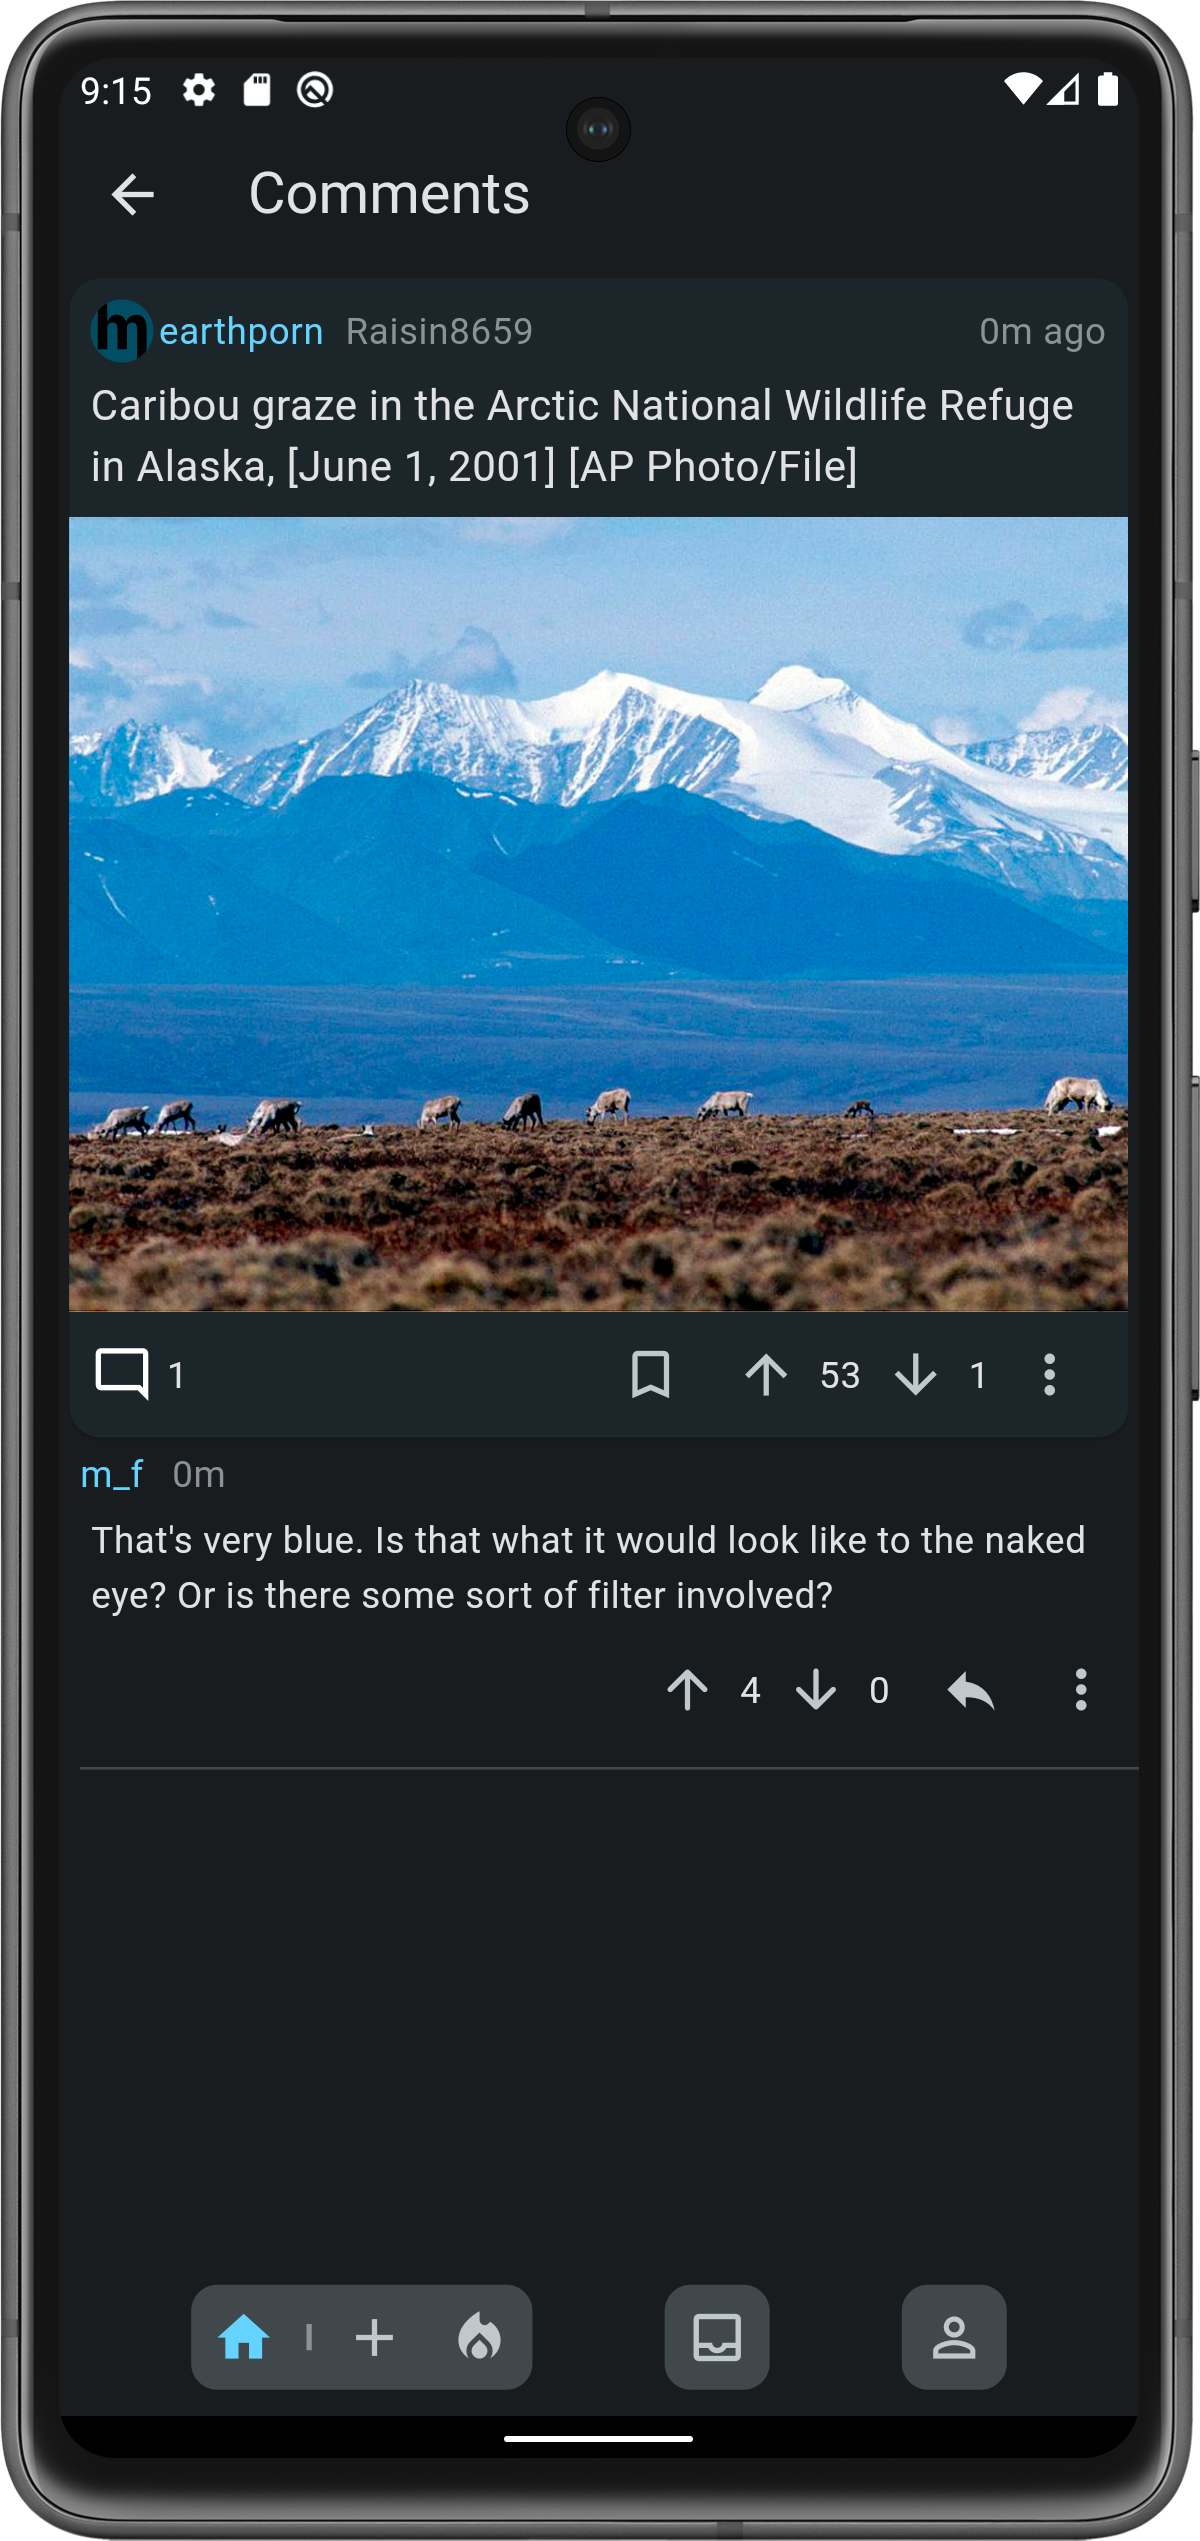 9:15
Comments
m earthporn Raisin8659 0m ago
Caribou graze in the Arctic National Wildlife Refuge
in Alaska, [June 1, 2001] [AP Photo/File]
1 53 1
m_f 0m
That's very blue. Is that what it would look like to the naked
eye? Or is there some sort of filter involved?
4 0